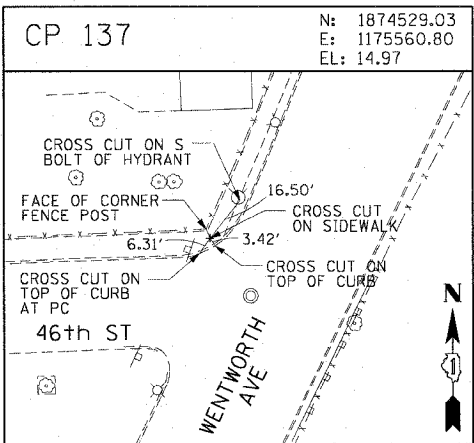 CP 137
N: 1874529.03
E: 1175560.80
EL: 14.97
CROSS CUT ON S
BOLT OF HYDRANT
16.50'
FACE OF CORNER
FENCE POST
CROSS CUT
ON SIDEWALK
6.31'
3.42'
CROSS CUT ON
TOP OF CURB
AT PC
CROSS CUT ON
TOP OF CURB
46th ST
WENTWORTH
AVE
N
1